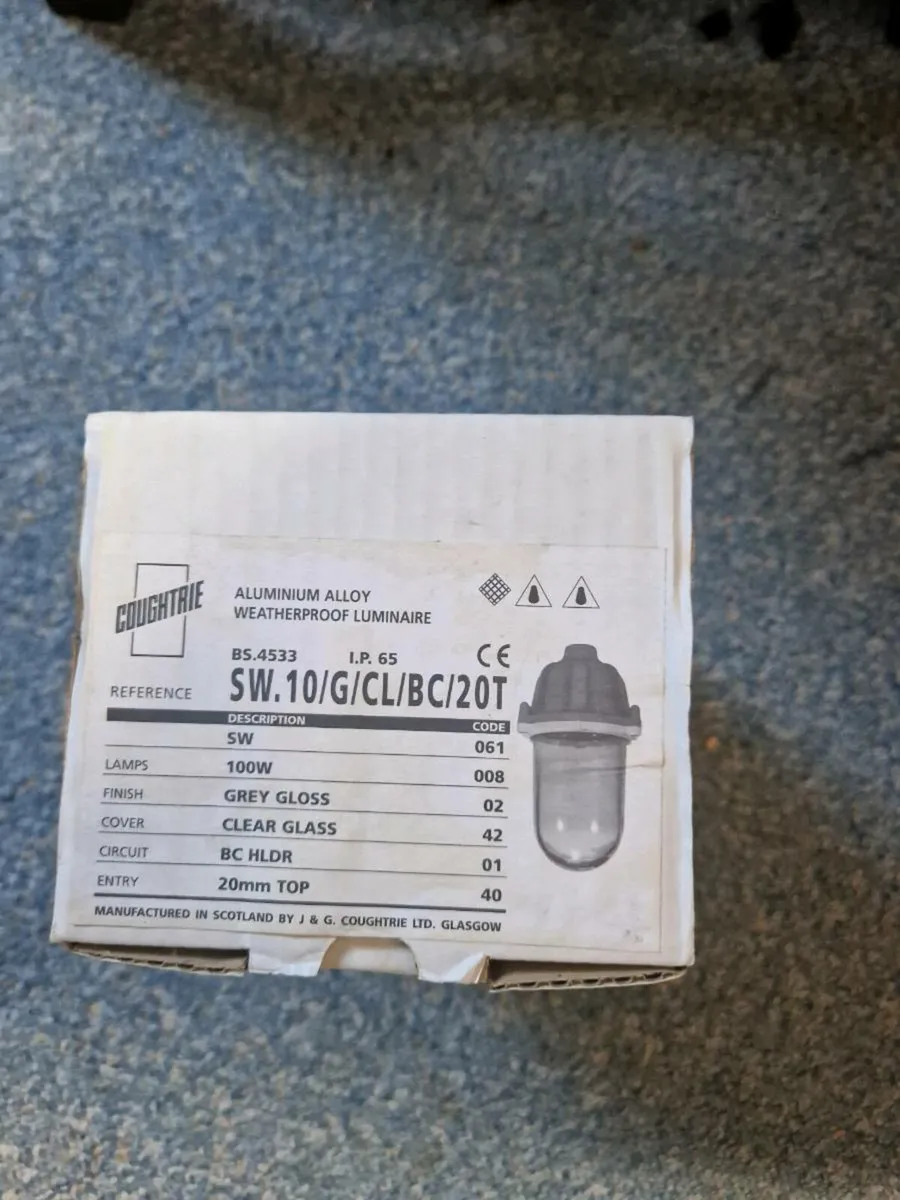 COUGHTRIE
ALUMINIUM ALLOY
WEATHERPROOF LUMINAIRE
BS.4533 I.P. 65 CE
REFERENCE SW.10/G/CL/BC/20T
DESCRIPTION CODE
SW 061
LAMPS 100W 008
FINISH GREY GLOSS 02
COVER CLEAR GLASS 42
CIRCUIT BC HLDR 01
ENTRY 20mm TOP 40
MANUFACTURED IN SCOTLAND BY J & G. COUGHTRIE LTD. GLASGOW